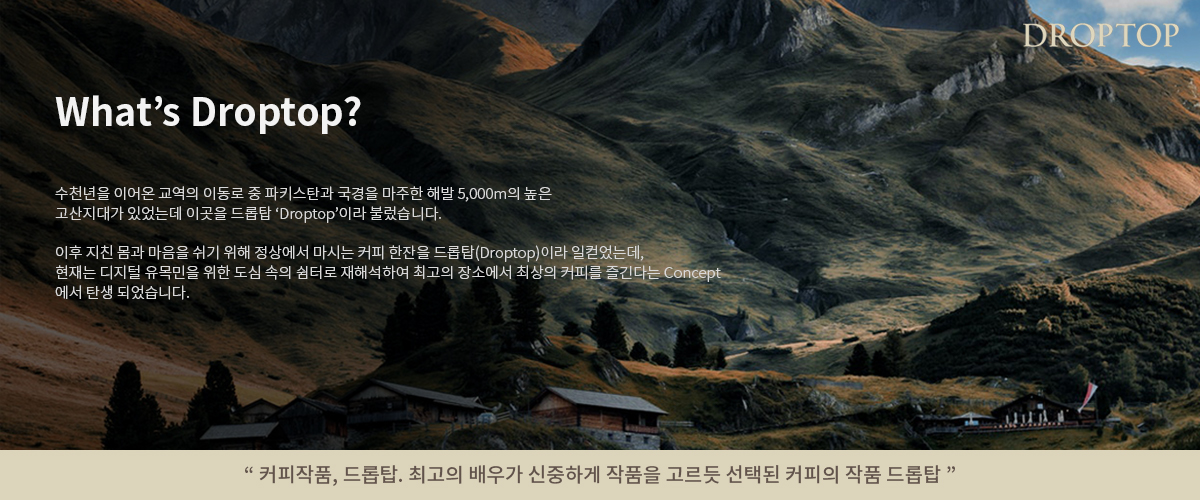 DROPTOP
What’s Droptop?
수천년을 이어온 교역의 이동로 중 파키스탄과 국경을 마주한 해발 5,000m의 높은
고산지대가 있었는데 이곳을 드롭탑 ‘Droptop’이라 불렀습니다.
이후 지친 몸과 마음을 쉬기 위해 정상에서 마시는 커피 한잔을 드롭탑(Droptop)이라 일컫었는데,
현재는 디지털 유목민을 위한 도심 속의 쉼터로 재해석하여 최고의 장소에서 최상의 커피를 즐긴다는 Concept
에서 탄생 되었습니다.
“ 커피작품, 드롭탑. 최고의 배우가 신중하게 작품을 고르듯 선택된 커피의 작품 드롭탑 ”